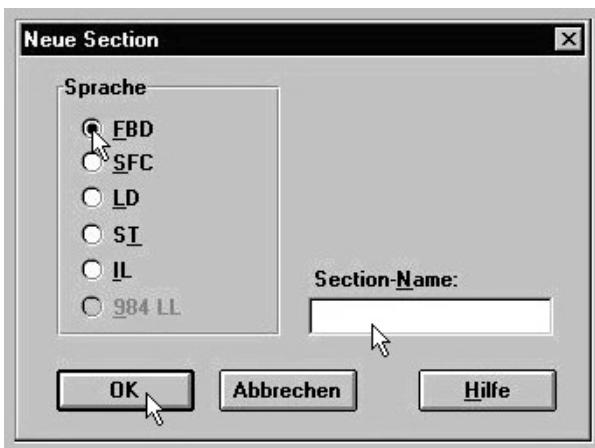 Neue Section
Sprache
FBD
SFC
LD
ST
IL
984 LL
Section-Name:
OK
Abbrechen
Hilfe